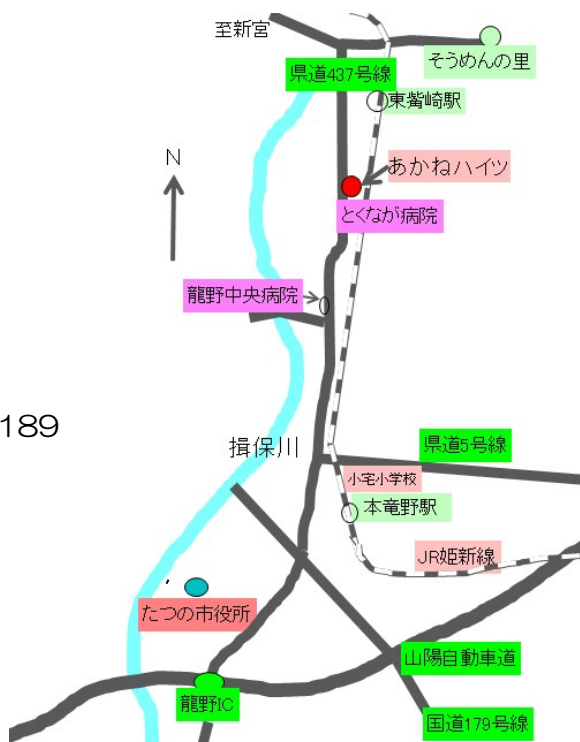 至新宮
そうめんの里
県道437号線
東觜崎駅
N
あかねハイツ
とくなが病院
龍野中央病院
189
揖保川
県道5号線
小宅小学校
本竜野駅
JR姫新線
たつの市役所
山陽自動車道
龍野IC
国道179号線